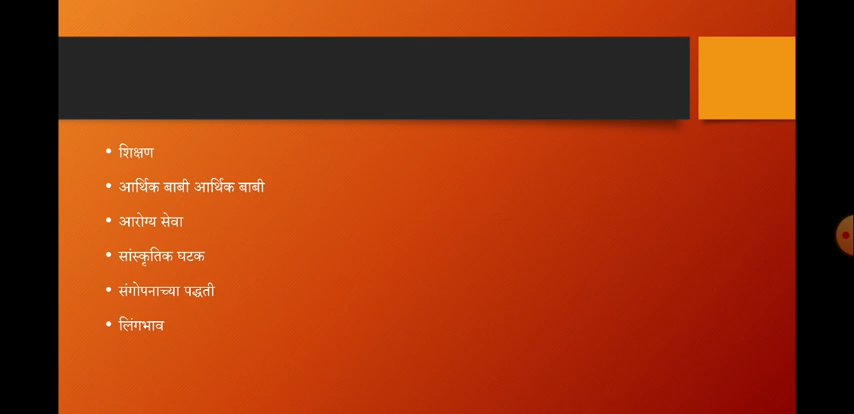 • शिक्षण
• आर्थिक बाबी आर्थिक बाबी
• आरोग्य सेवा
• सांस्कृतिक घटक
• संगोपनाच्या पद्धती
• लिंगभाव